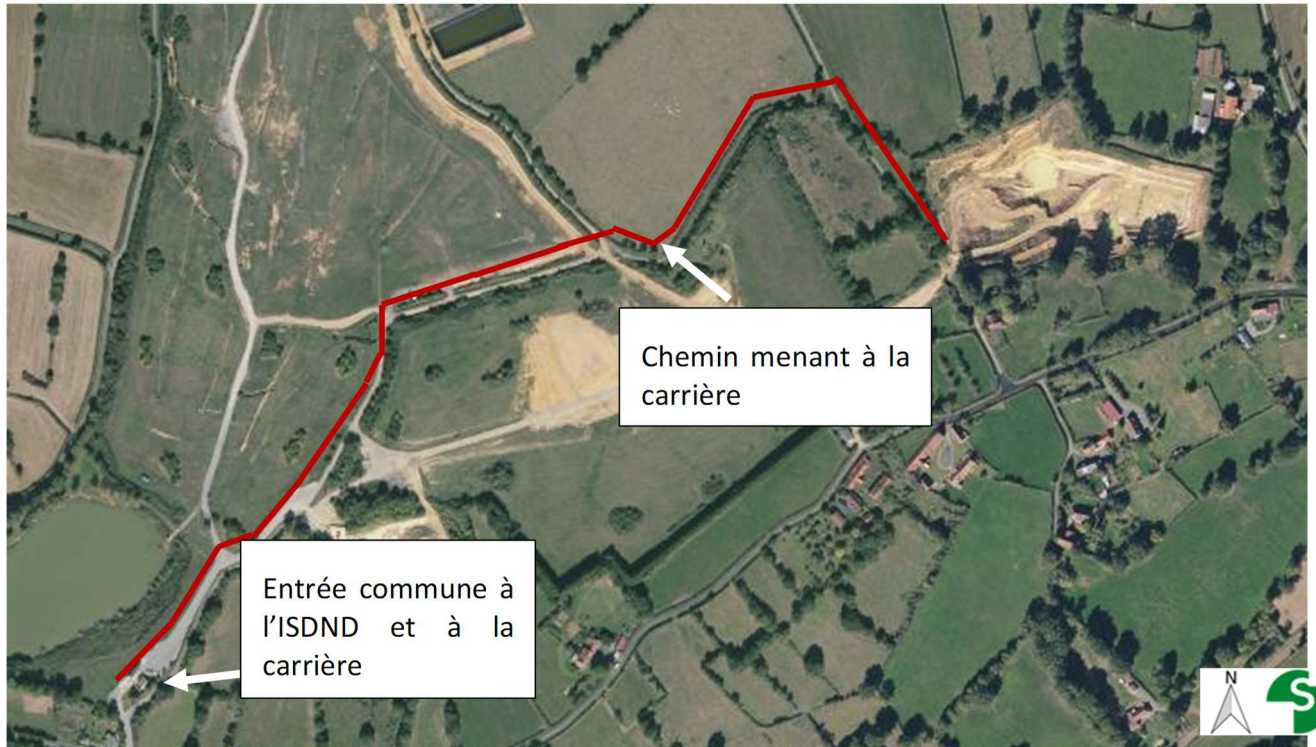 Chemin menant à la
carrière
Entrée commune à
l'ISDND et à la
carrière
N
S